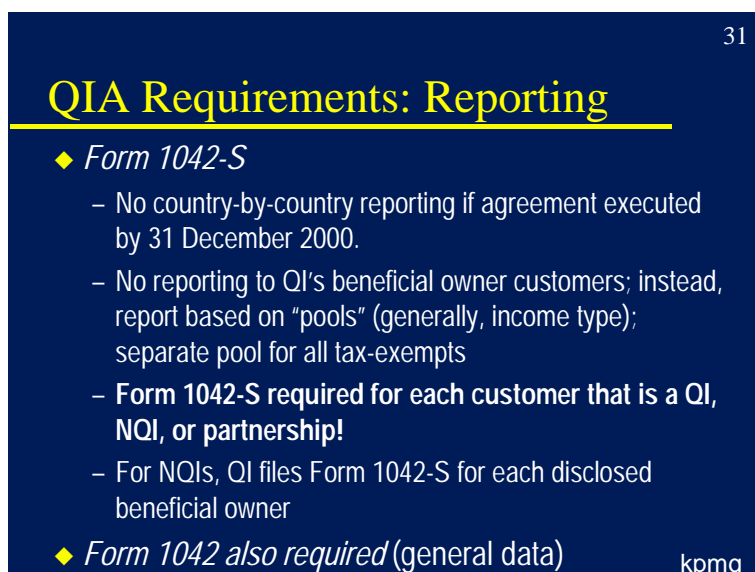 31
QIA Requirements: Reporting
◆ Form 1042-S
– No country-by-country reporting if agreement executed
by 31 December 2000.
– No reporting to QI's beneficial owner customers; instead,
report based on “pools” (generally, income type);
separate pool for all tax-exempts
– Form 1042-S required for each customer that is a QI,
NQI, or partnership!
– For NQIs, QI files Form 1042-S for each disclosed
beneficial owner
◆ Form 1042 also required (general data)
kpmg